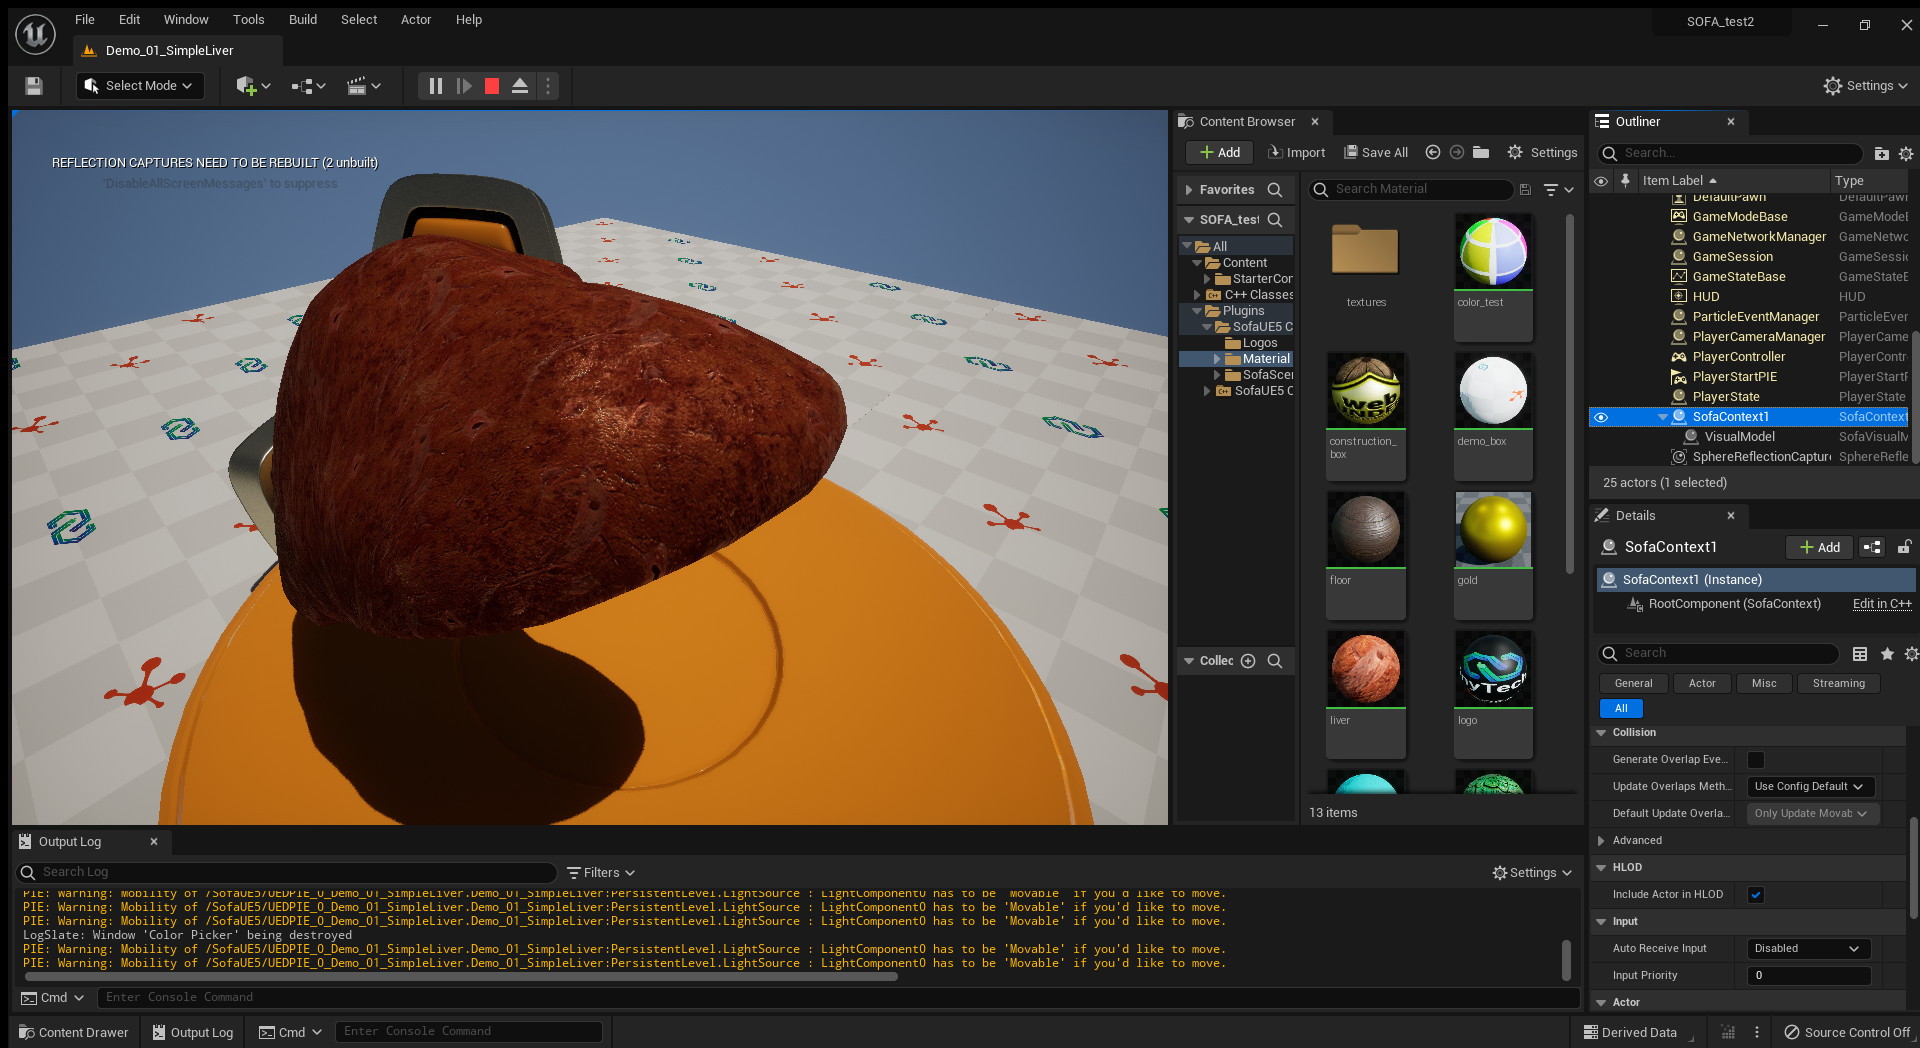 File Edit Window Tools Build Select Actor Help
SOFA_test2
Demo_01_SimpleLiver
Select Mode
Settings
REFLECTION CAPTURES NEED TO BE REBUILT (2 unbuilt)
'DisableAllScreenMessages' to suppress
Content Browser
Add Import Save All Settings
Favorites
Search Material
SOFA_test
All
Content
StarterCor
C++ Classes
Plugins
SofaUE5 C
Logos
Material
SofaScer
SofaUE5 C
Collec
textures
color_test
web
construction_
box
demo_box
floor
gold
liver
logo
13 items
Outliner
Search...
Item Label Type
DefaultPawn DefaultPawn
GameModeBase GameModeE
GameNetworkManager GameNetwo
GameSession GameSessic
GameStateBase GameStateE
HUD HUD
ParticleEventManager ParticleEver
PlayerCameraManager PlayerCame
PlayerController PlayerContr
PlayerStartPIE PlayerStartF
PlayerState PlayerState
SofaContext1 SofaContext
VisualModel SofaVisualM
SphereReflectionCapture SphereRefle
25 actors (1 selected)
Details
SofaContext1
Add
SofaContext1 (Instance)
RootComponent (SofaContext) Edit in C++
Search
General Actor Misc Streaming
All
Collision
Generate Overlap Eve...
Update Overlaps Meth... Use Config Default
Default Update Overla... Only Update Movab
Advanced
HLOD
Include Actor in HLOD
Input
Auto Receive Input Disabled
Input Priority 0
Actor
Output Log
Search Log
Filters
Settings
PIE: Warning: Mobility of /SofaUE5/UEDPIE_0_Demo_01_SimpleLiver.Demo_01_SimpleLiver:PersistentLevel.LightSource : LightComponent0 has to be 'Movable' if you'd like to move.
PIE: Warning: Mobility of /SofaUE5/UEDPIE_0_Demo_01_SimpleLiver.Demo_01_SimpleLiver:PersistentLevel.LightSource : LightComponent0 has to be 'Movable' if you'd like to move.
PIE: Warning: Mobility of /SofaUE5/UEDPIE_0_Demo_01_SimpleLiver.Demo_01_SimpleLiver:PersistentLevel.LightSource : LightComponent0 has to be 'Movable' if you'd like to move.
LogSlate: Window 'Color Picker' being destroyed
PIE: Warning: Mobility of /SofaUE5/UEDPIE_0_Demo_01_SimpleLiver.Demo_01_SimpleLiver:PersistentLevel.LightSource : LightComponent0 has to be 'Movable' if you'd like to move.
PIE: Warning: Mobility of /SofaUE5/UEDPIE_0_Demo_01_SimpleLiver.Demo_01_SimpleLiver:PersistentLevel.LightSource : LightComponent0 has to be 'Movable' if you'd like to move.
Cmd Enter Console Command
Content Drawer Output Log Cmd Enter Console Command
Derived Data Source Control Off